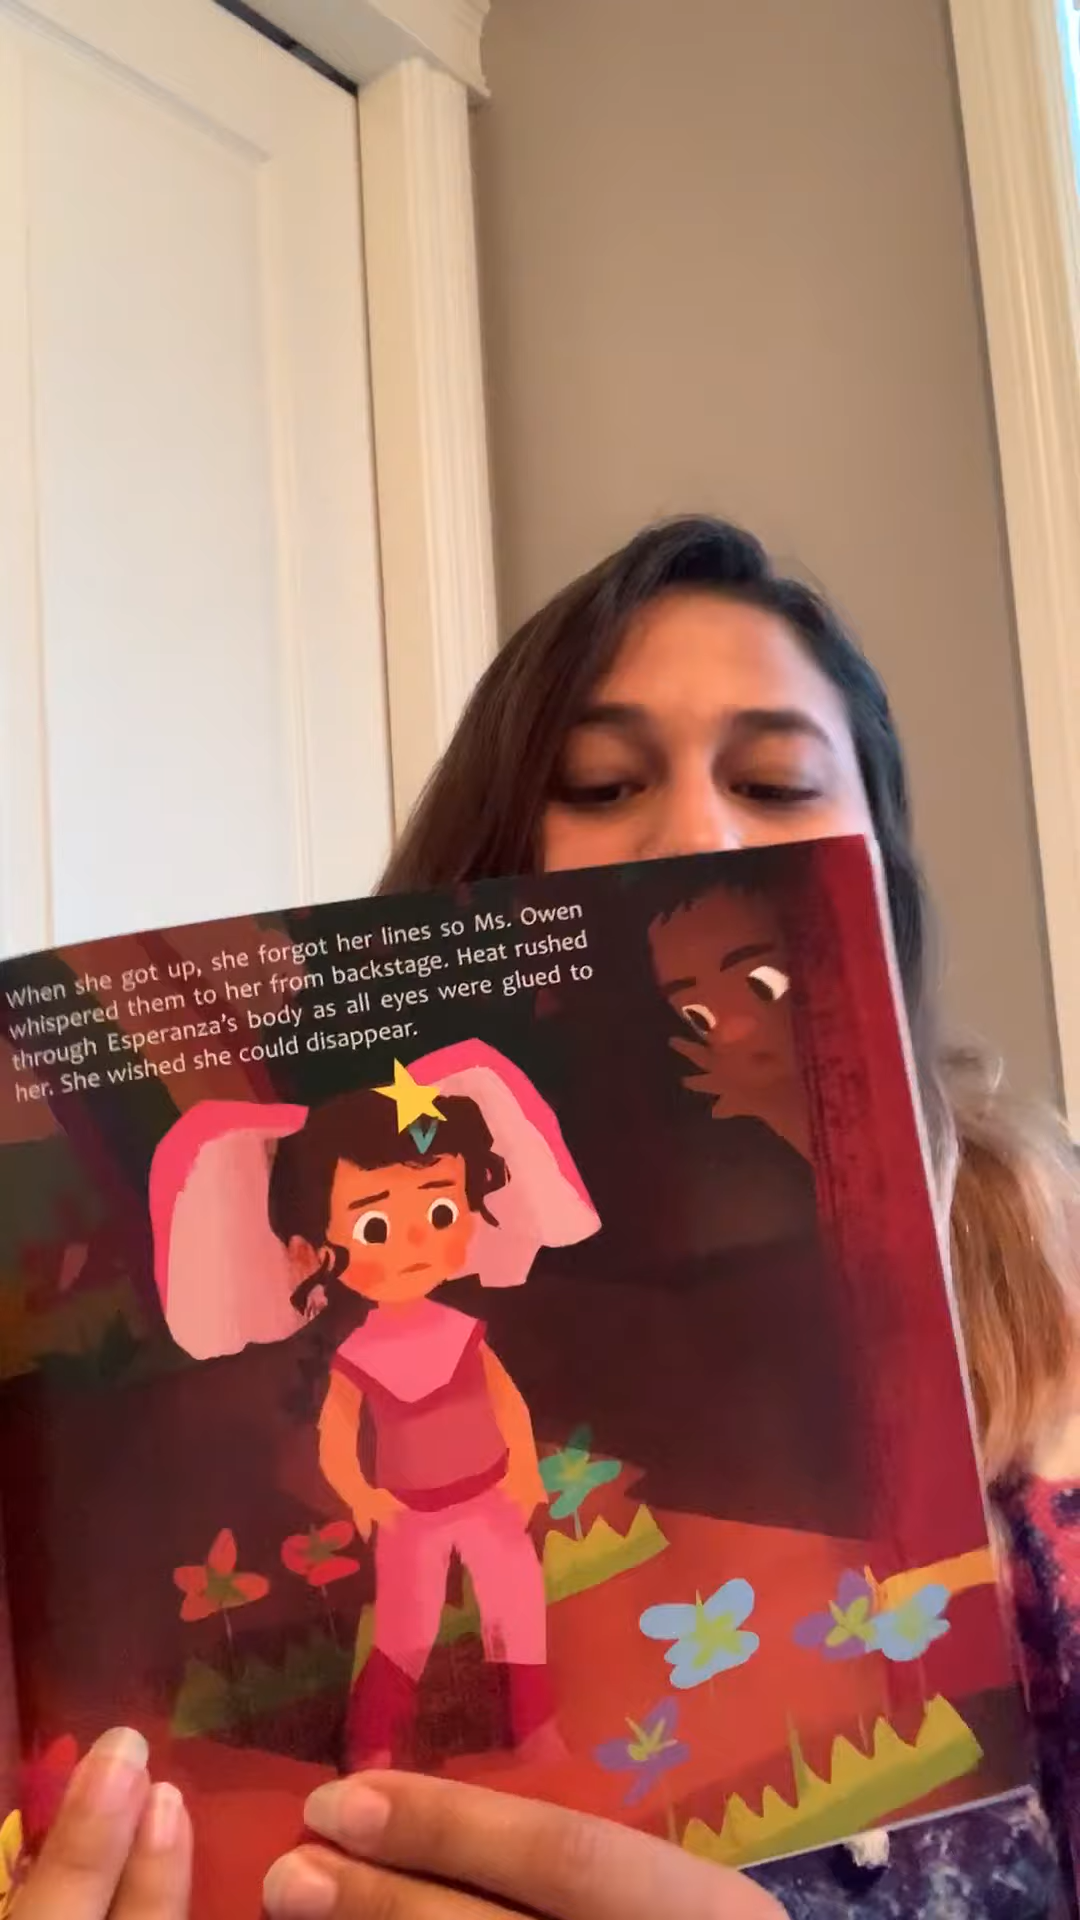 When she got up, she forgot her lines so Ms. Owen
whispered them to her from backstage. Heat rushed
through Esperanza's body as all eyes were glued to
her. She wished she could disappear.